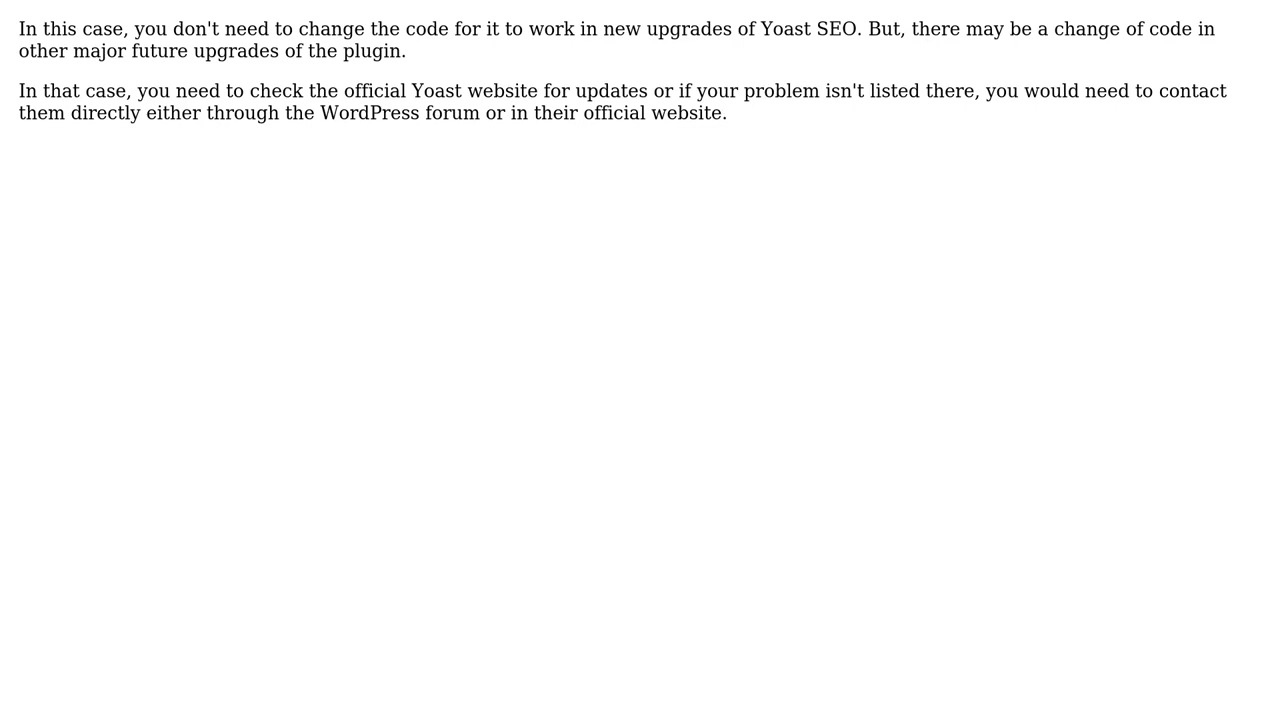 In this case, you don't need to change the code for it to work in new upgrades of Yoast SEO. But, there may be a change of code in
other major future upgrades of the plugin.
In that case, you need to check the official Yoast website for updates or if your problem isn't listed there, you would need to contact
them directly either through the WordPress forum or in their official website.